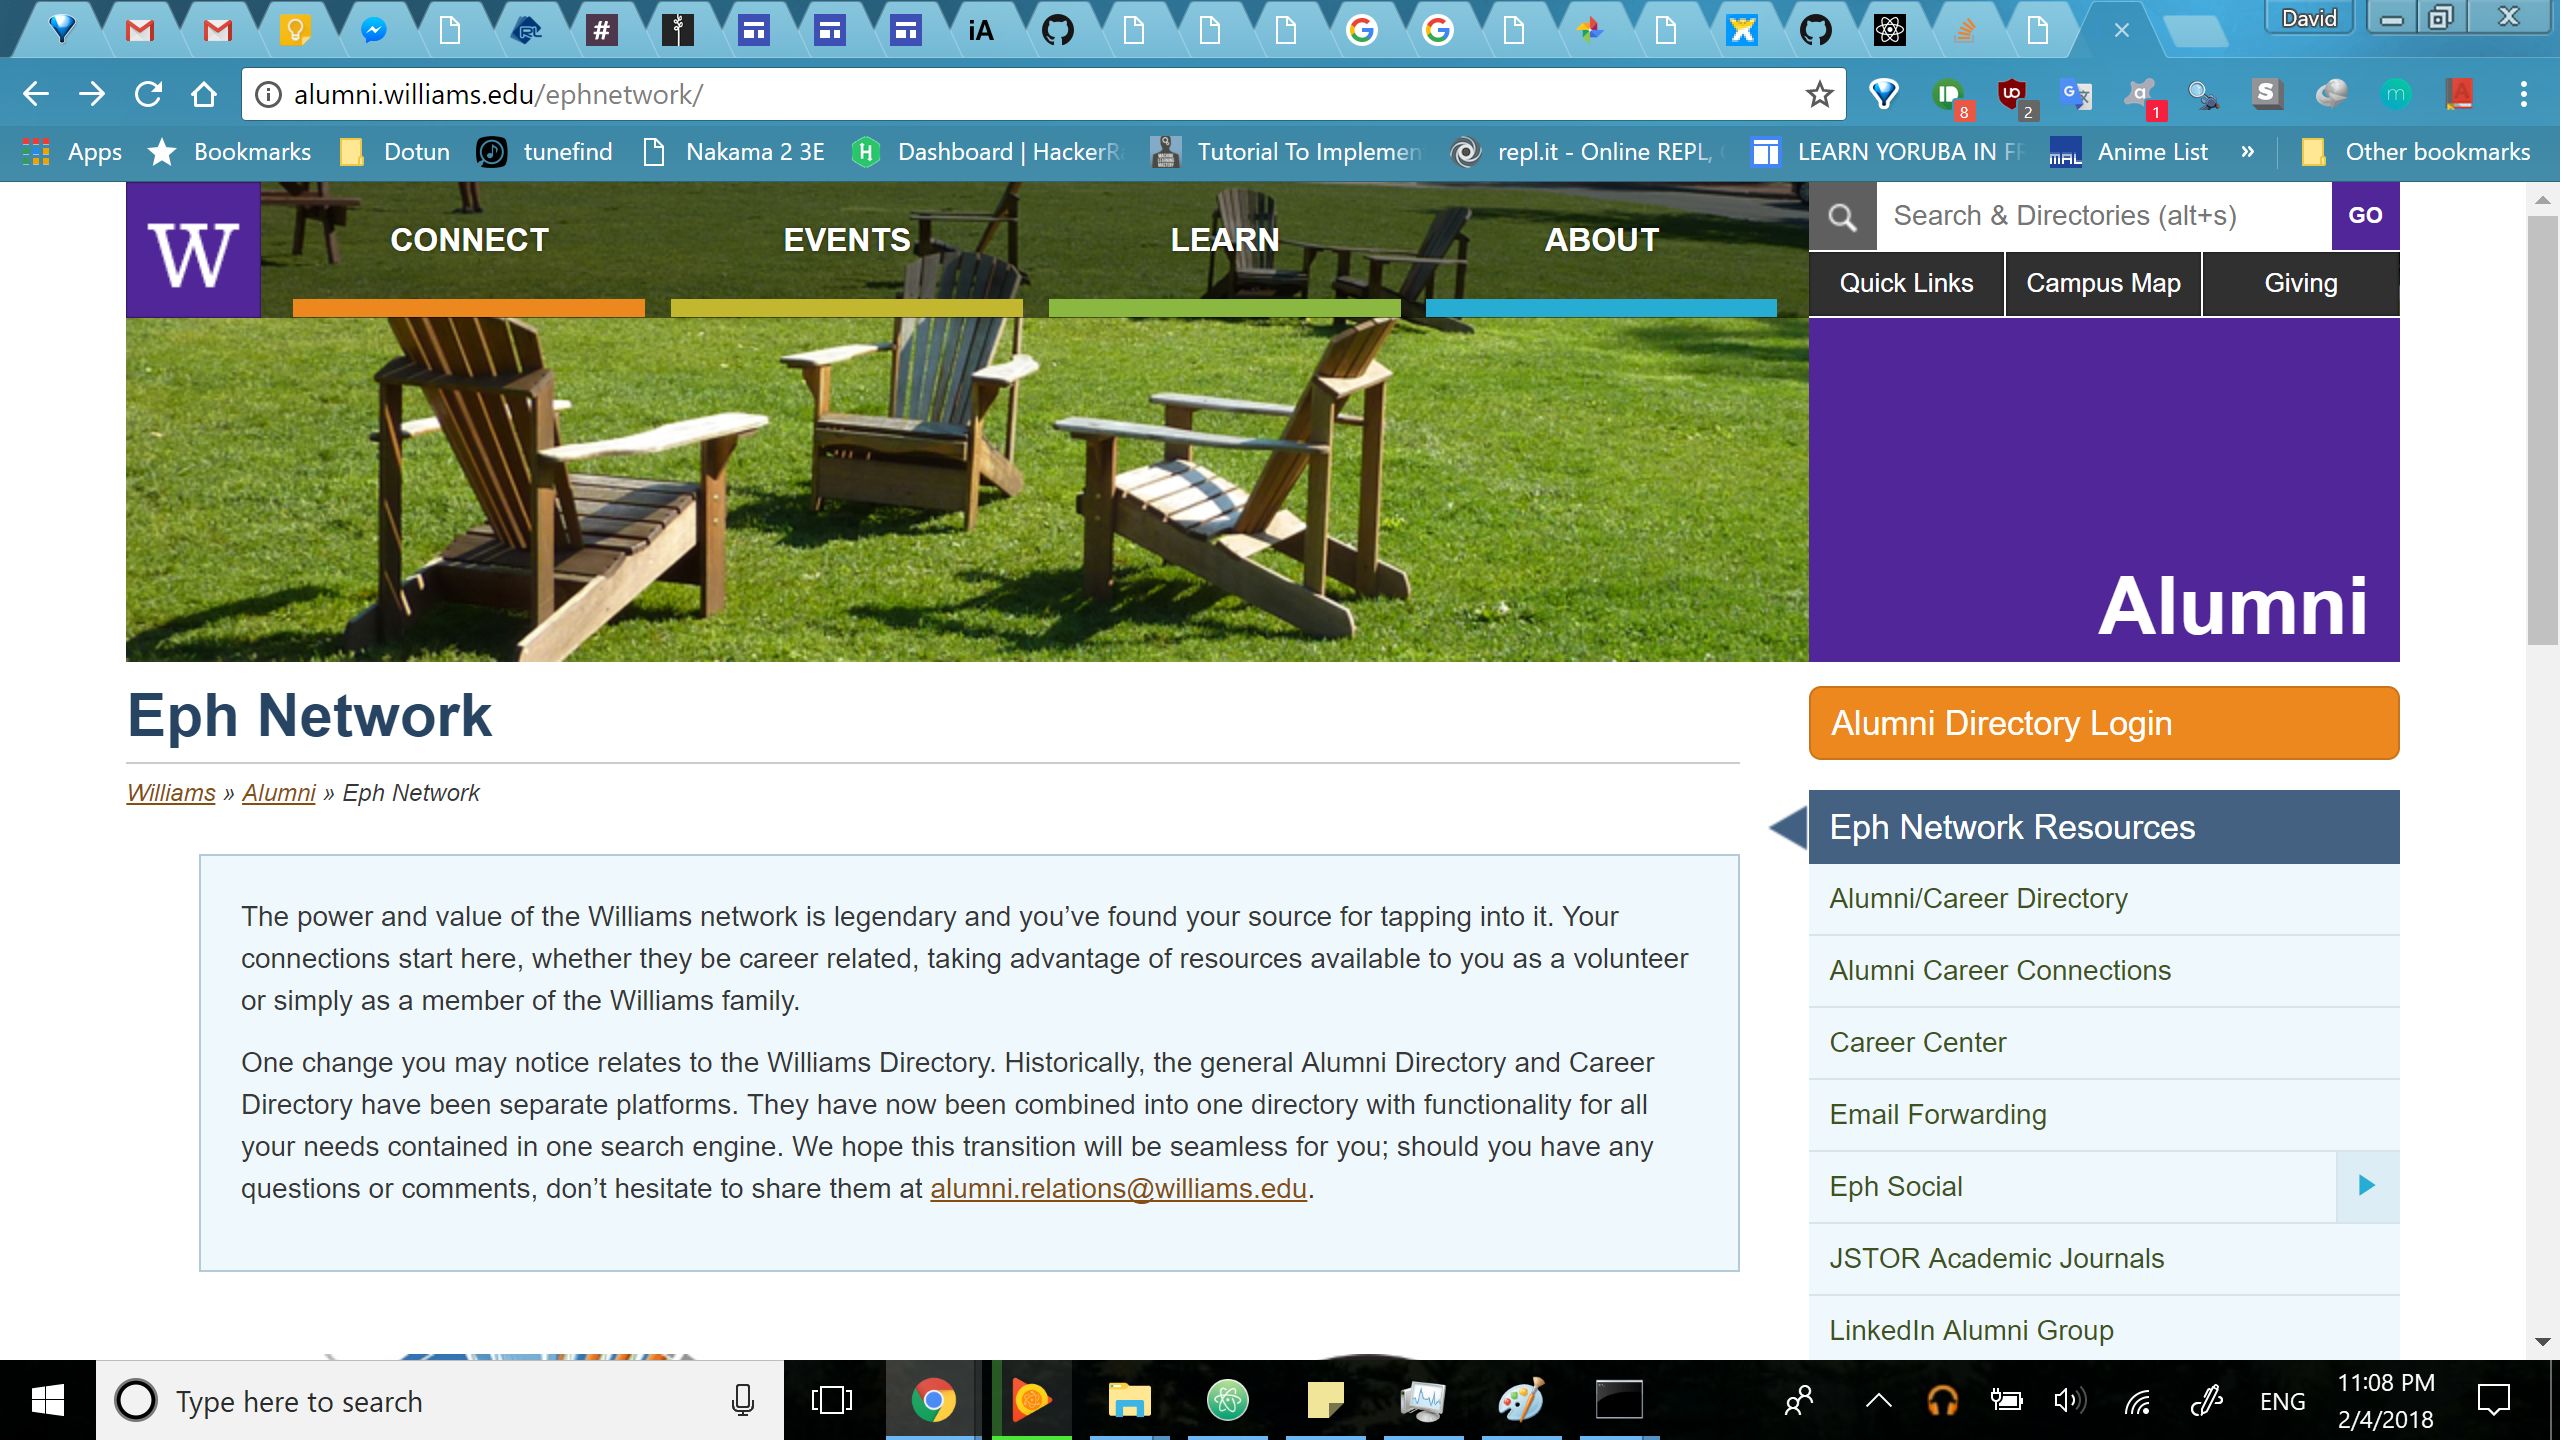 iA
David
alumni.williams.edu/ephnetwork/
8
2
1
Apps
Bookmarks
Dotun
tunefind
Nakama 2 3E
Dashboard | HackerR
Tutorial To Implemen
repl.it - Online REPL,
LEARN YORUBA IN FR
MAL
Anime List
»
Other bookmarks
W
CONNECT
EVENTS
LEARN
ABOUT
Search & Directories (alt+s)
GO
Quick Links
Campus Map
Giving
Alumni
Eph Network
Williams » Alumni » Eph Network
The power and value of the Williams network is legendary and you’ve found your source for tapping into it. Your
connections start here, whether they be career related, taking advantage of resources available to you as a volunteer
or simply as a member of the Williams family.
One change you may notice relates to the Williams Directory. Historically, the general Alumni Directory and Career
Directory have been separate platforms. They have now been combined into one directory with functionality for all
your needs contained in one search engine. We hope this transition will be seamless for you; should you have any
questions or comments, don’t hesitate to share them at alumni.relations@williams.edu.
Alumni Directory Login
Eph Network Resources
Alumni/Career Directory
Alumni Career Connections
Career Center
Email Forwarding
Eph Social
JSTOR Academic Journals
LinkedIn Alumni Group
Type here to search
ENG
11:08 PM
2/4/2018